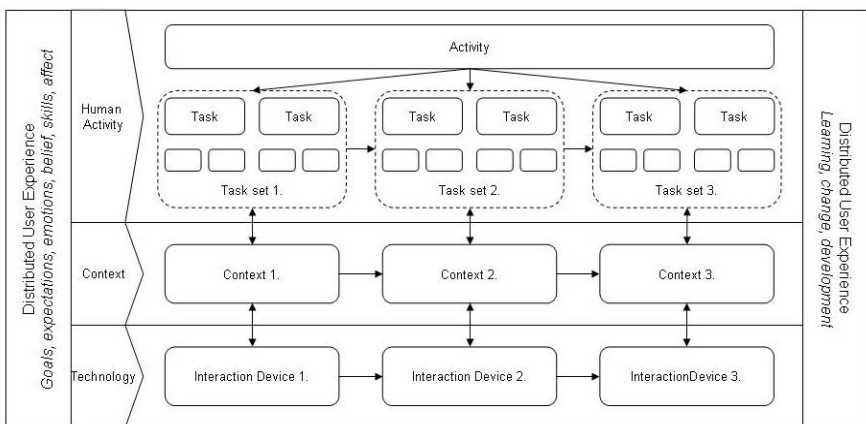 Distributed User Experience
Goals, expectations, emotions, belief, skills, affect
Human
Activity
Activity
Task
Task
Task
Task
Task
Task
Task set 1.
Task set 2.
Task set 3.
Context
Context 1.
Context 2.
Context 3.
Technology
Interaction Device 1.
Interaction Device 2.
InteractionDevice 3.
Distributed User Experience
Learning, change, development